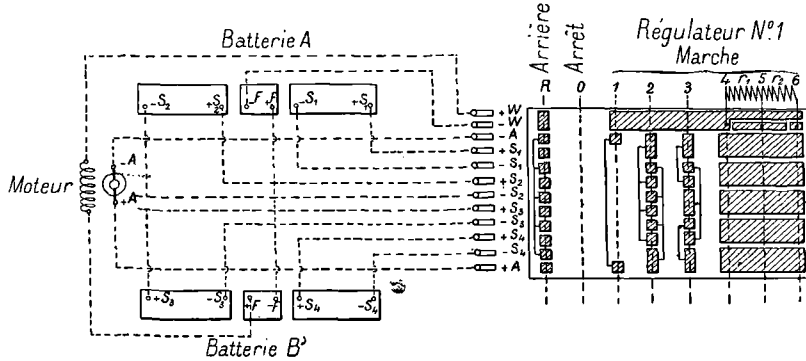 Batterie A
Arrière
Arrêt
Régulateur N°1
Marche
R 0 1 2 3 4 r1 5 r2 6
-S2 +S2 -F +F -S1 +S1
+W
-W
-A
+S1
-S1
+S2
-S2
+S3
-S3
+S4
-S4
+A
Moteur
-A
+A
+S3 -S3 +F -F +S4 -S4
Batterie B